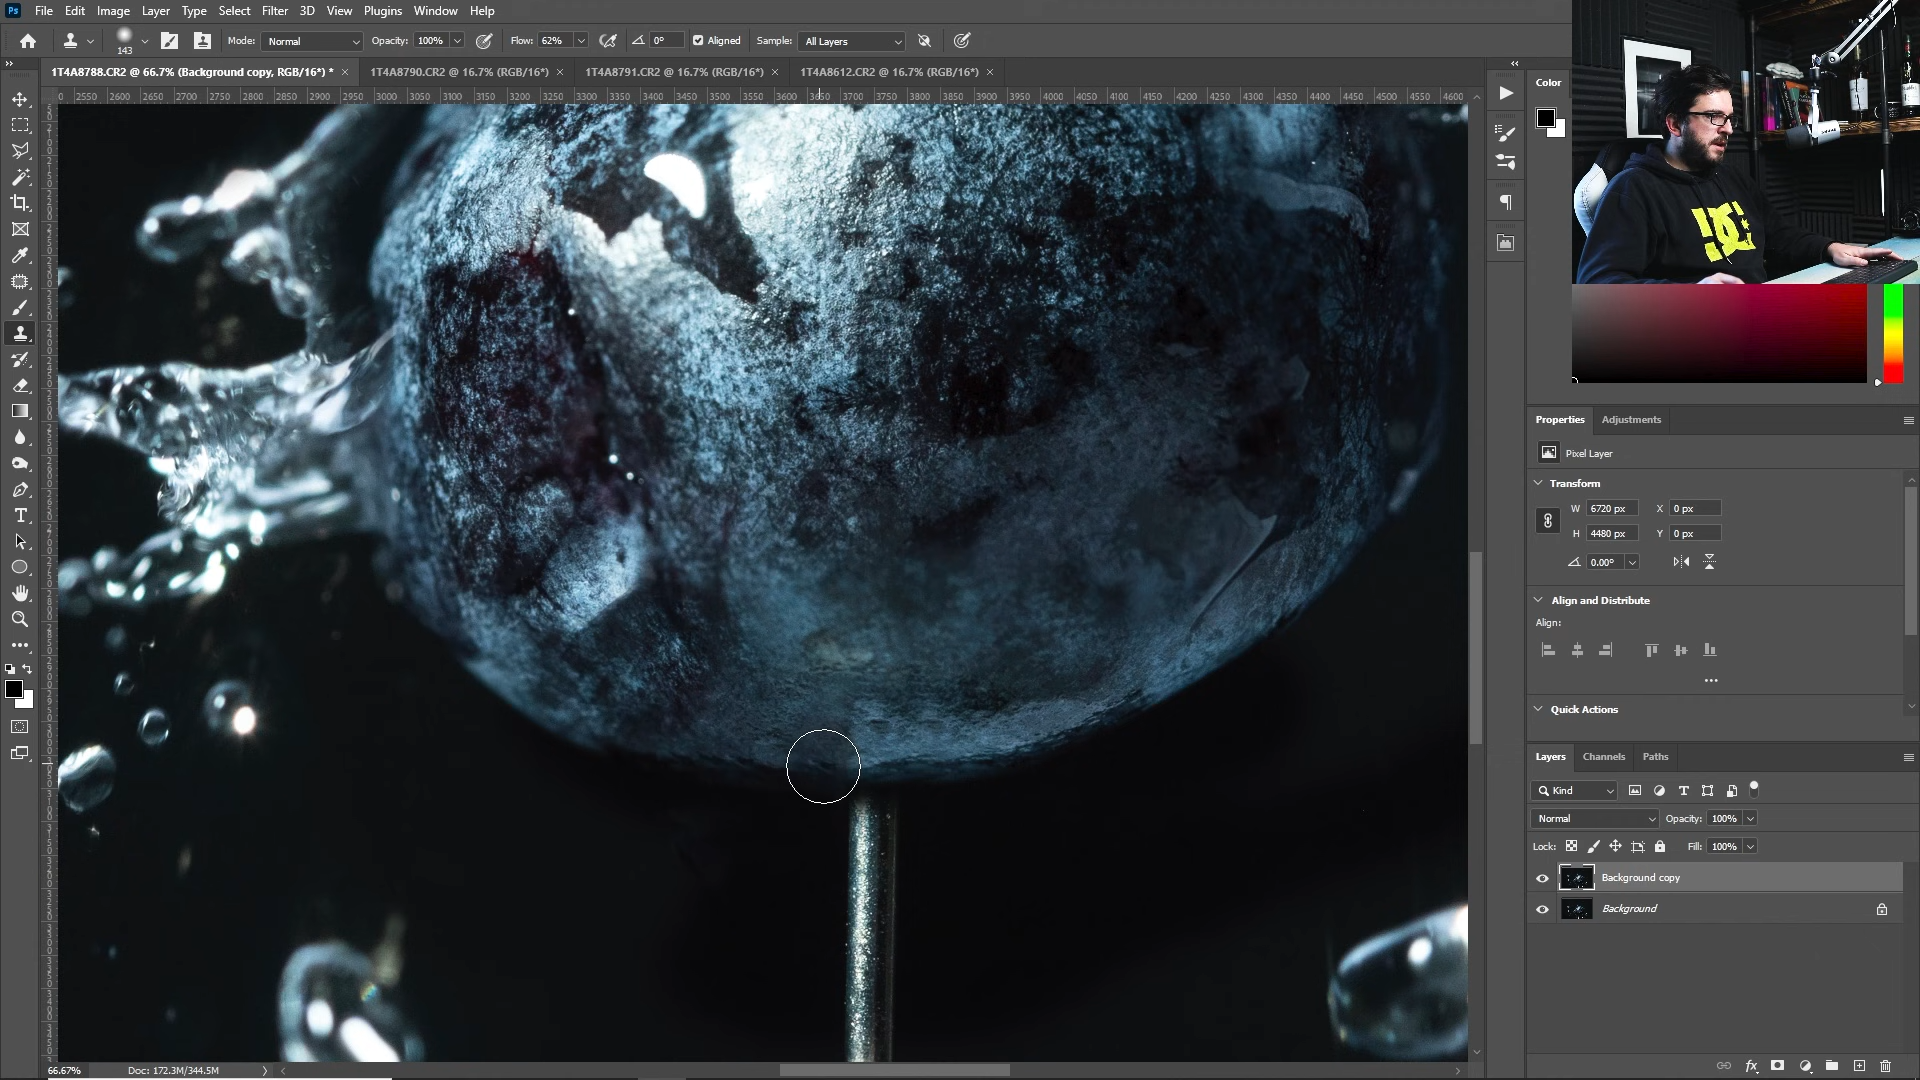 Ps File Edit Image Layer Type Select Filter 3D View Plugins Window Help
143 Mode: Normal Opacity: 100% Flow: 62% 0° Aligned Sample: All Layers
1T4A8788.CR2 @ 66.7% (Background copy, RGB/16*) * × 1T4A8790.CR2 @ 16.7% (RGB/16*) × 1T4A8791.CR2 @ 16.7% (RGB/16*) × 1T4A8612.CR2 @ 16.7% (RGB/16*) ×
0 2550 2600 2650 2700 2750 2800 2850 2900 2950 3000 3050 3100 3150 3200 3250 3300 3350 3400 3450 3500 3550 3600 3650 3700 3750 3800 3850 3900 3950 4000 4050 4100 4150 4200 4250 4300 4350 4400 4450 4500 4550 4600
Color
Properties Adjustments
Pixel Layer
Transform
W 6720 px X 0 px
H 4480 px Y 0 px
0.00°
Align and Distribute
Align:
Quick Actions
Layers Channels Paths
Kind
Normal Opacity: 100%
Lock: Fill: 100%
Background copy
Background
66.67% Doc: 172.3M/344.5M